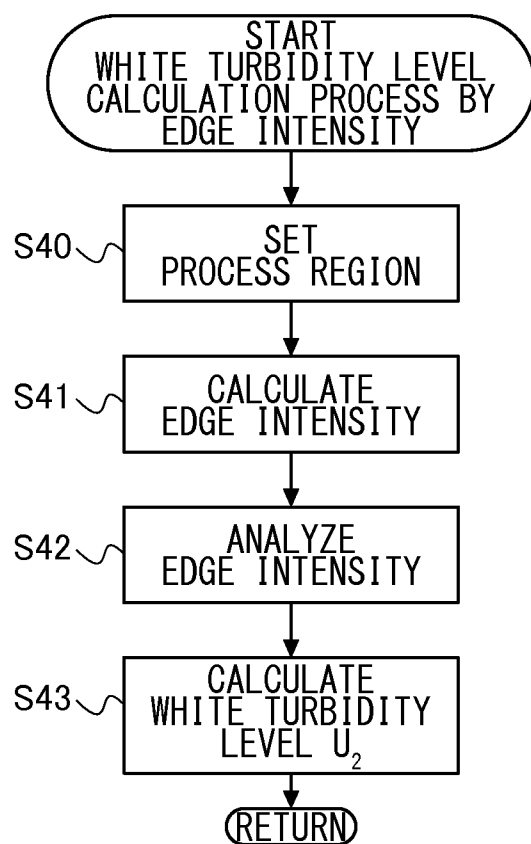 START
WHITE TURBIDITY LEVEL
CALCULATION PROCESS BY
EDGE INTENSITY
S40
SET
PROCESS REGION
S41
CALCULATE
EDGE INTENSITY
S42
ANALYZE
EDGE INTENSITY
S43
CALCULATE
WHITE TURBIDITY
LEVEL U₂
RETURN